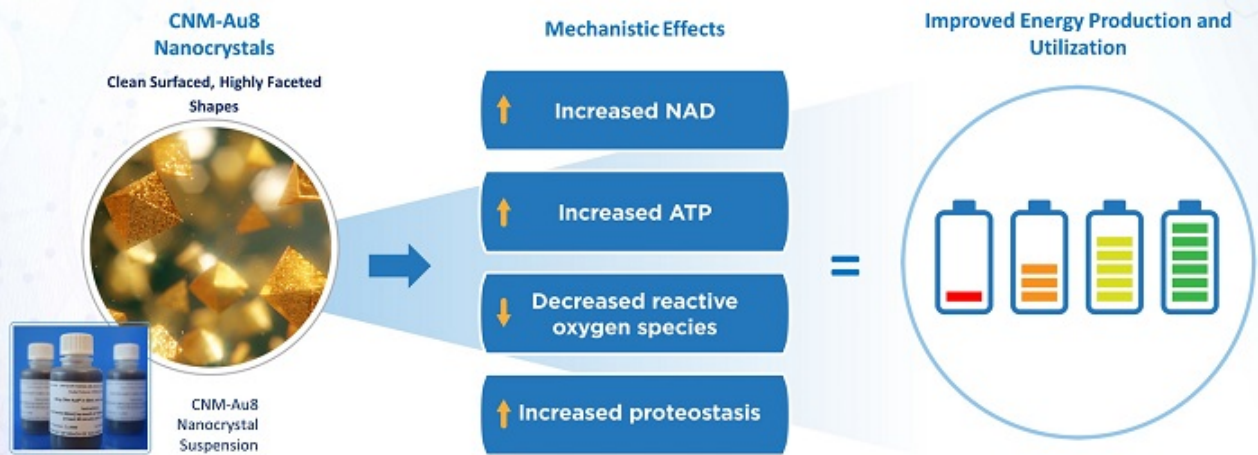 CNM-Au8
Nanocrystals
Clean Surfaced, Highly Faceted
Shapes
CNM-Au8
Nanocrystal
Suspension
Mechanistic Effects
Increased NAD
Increased ATP
Decreased reactive
oxygen species
Increased proteostasis
=
Improved Energy Production and
Utilization